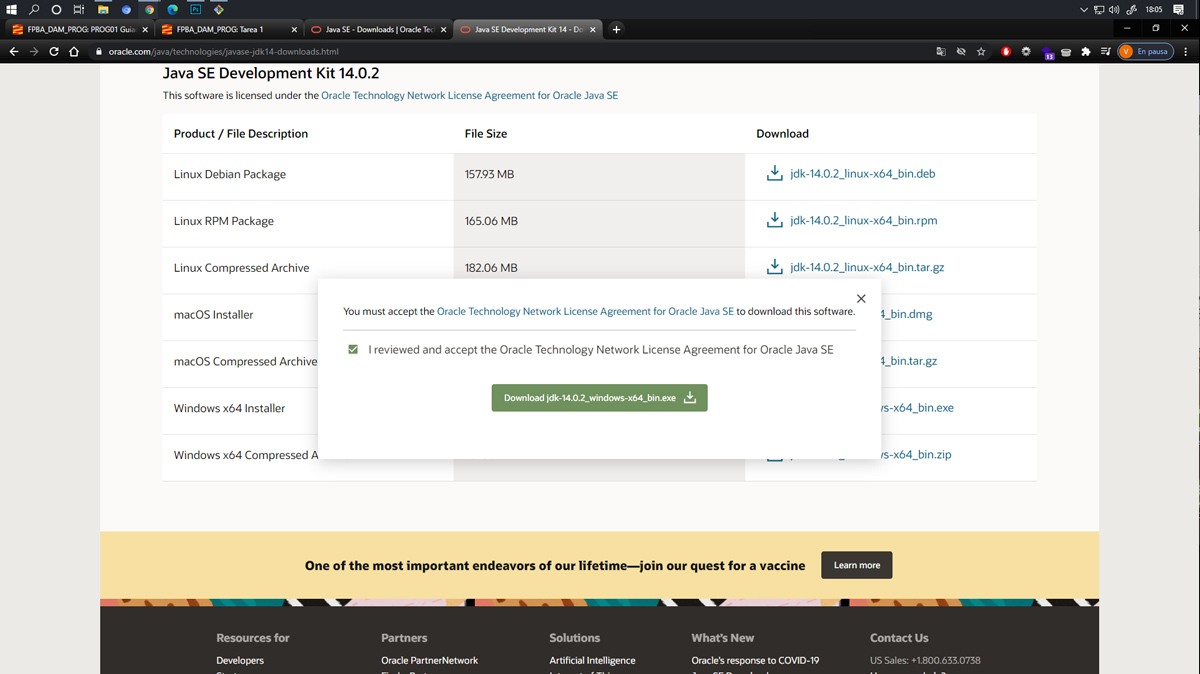 18:05
FPBA_DAM_PROG: PROG01 Guia
FPBA_DAM_PROG: Tarea 1
Java SE - Downloads | Oracle Tec
Java SE Development Kit 14 - Do
oracle.com/java/technologies/javase-jdk14-downloads.html
13
V En pausa
Java SE Development Kit 14.0.2
This software is licensed under the Oracle Technology Network License Agreement for Oracle Java SE
Product / File Description File Size Download
Linux Debian Package 157.93 MB jdk-14.0.2_linux-x64_bin.deb
Linux RPM Package 165.06 MB jdk-14.0.2_linux-x64_bin.rpm
Linux Compressed Archive 182.06 MB jdk-14.0.2_linux-x64_bin.tar.gz
macOS Installer 4_bin.dmg
macOS Compressed Archive 4_bin.tar.gz
Windows x64 Installer s-x64_bin.exe
Windows x64 Compressed A s-x64_bin.zip
You must accept the Oracle Technology Network License Agreement for Oracle Java SE to download this software.
I reviewed and accept the Oracle Technology Network License Agreement for Oracle Java SE
Download jdk-14.0.2_windows-x64_bin.exe
One of the most important endeavors of our lifetime—join our quest for a vaccine Learn more
Resources for Partners Solutions What's New Contact Us
Developers Oracle PartnerNetwork Artificial Intelligence Oracle's response to COVID-19 US Sales: +1.800.633.0738